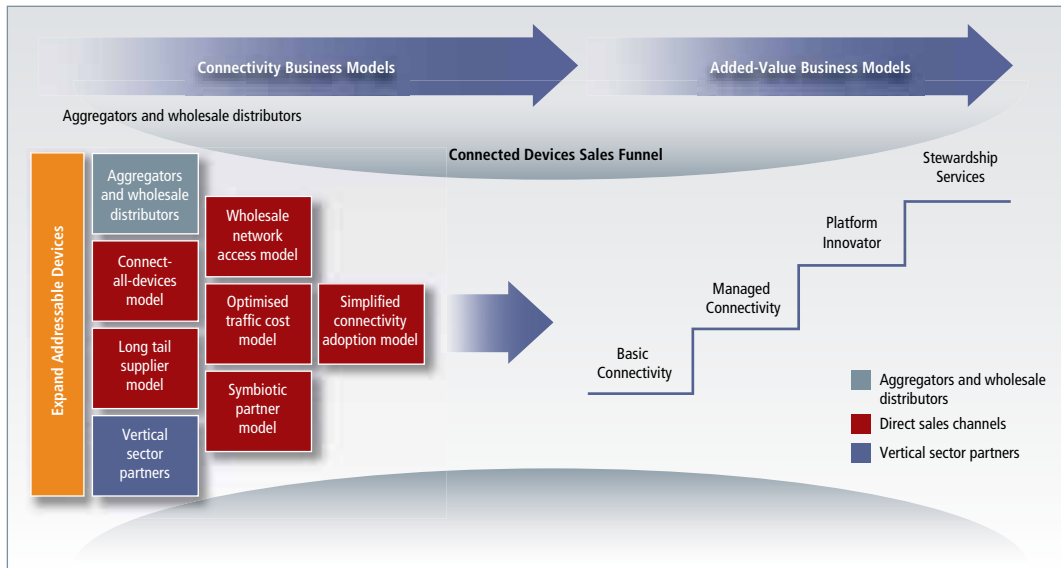 Connectivity Business Models
Added-Value Business Models
Aggregators and wholesale distributors
Connected Devices Sales Funnel
Expand Addressable Devices
Aggregators
and wholesale
distributors
Connect-
all-devices
model
Long tail
supplier
model
Vertical
sector
partners
Wholesale
network
access model
Optimised
traffic cost
model
Symbiotic
partner
model
Simplified
connectivity
adoption model
Basic
Connectivity
Managed
Connectivity
Platform
Innovator
Stewardship
Services
Aggregators and wholesale
distributors
Direct sales channels
Vertical sector partners